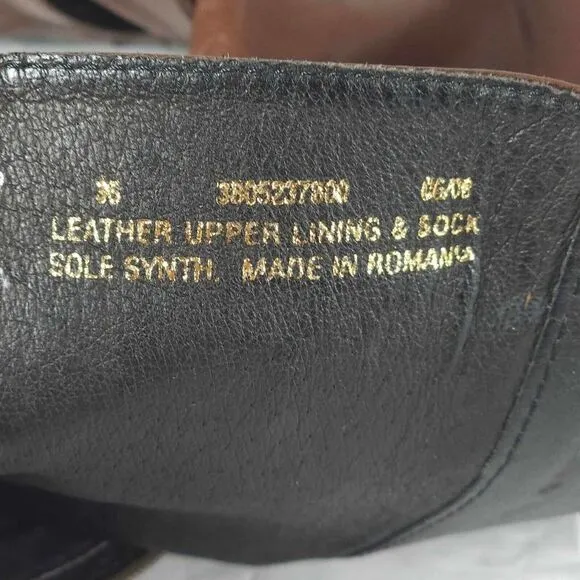 36 3805237800 06/08
LEATHER UPPER LINING & SOCK
SOLE SYNTH. MADE IN ROMANIA